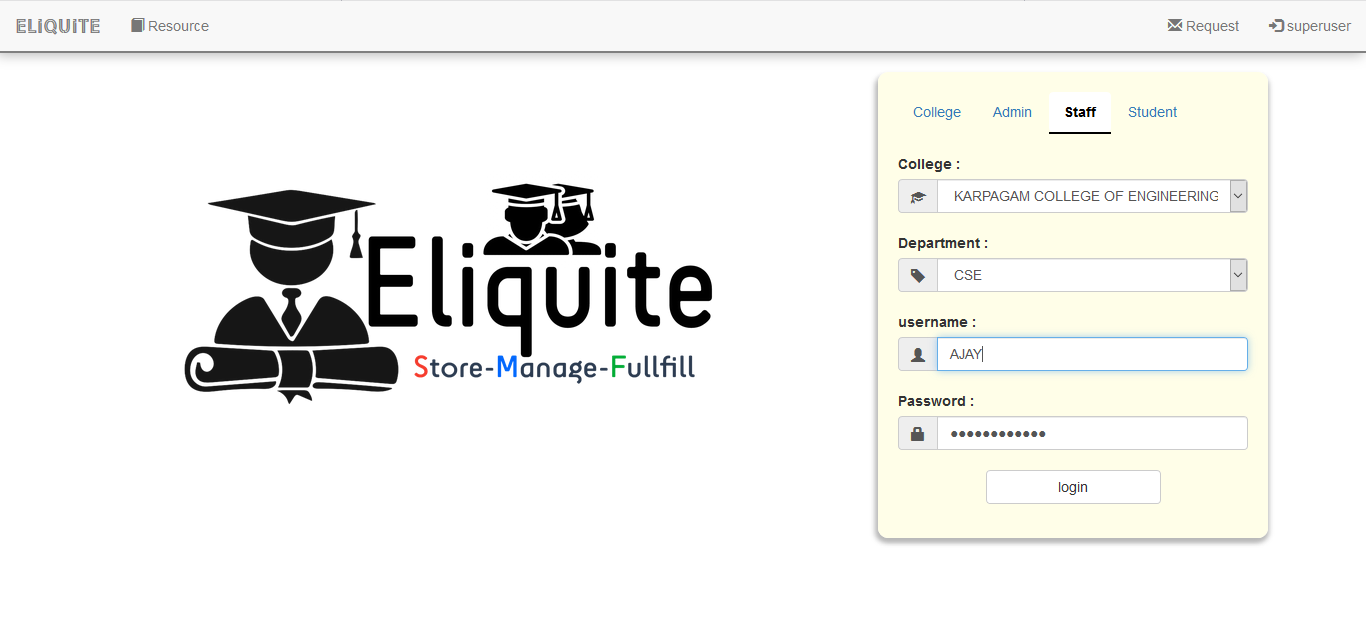 ELiQUiTE Resource Request superuser
College Admin Staff Student
College :
KARPAGAM COLLEGE OF ENGINEERING
Department :
CSE
username :
AJAY
Password :
••••••••••••
login
Eliquite
Store-Manage-Fullfill